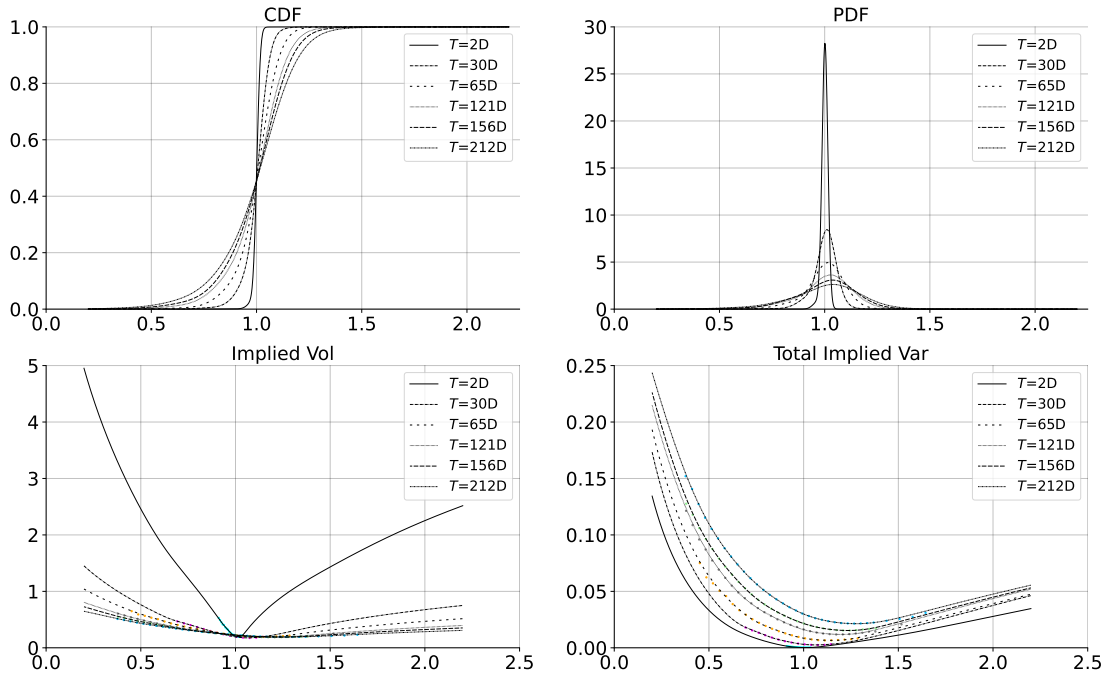 CDF
1.0
0.8
0.6
0.4
0.2
0.0
0.0 0.5 1.0 1.5 2.0
T=2D
T=30D
T=65D
T=121D
T=156D
T=212D
PDF
30
25
20
15
10
5
0
0.0 0.5 1.0 1.5 2.0
T=2D
T=30D
T=65D
T=121D
T=156D
T=212D
Implied Vol
5
4
3
2
1
0
0.0 0.5 1.0 1.5 2.0 2.5
T=2D
T=30D
T=65D
T=121D
T=156D
T=212D
Total Implied Var
0.25
0.20
0.15
0.10
0.05
0.00
0.0 0.5 1.0 1.5 2.0 2.5
T=2D
T=30D
T=65D
T=121D
T=156D
T=212D